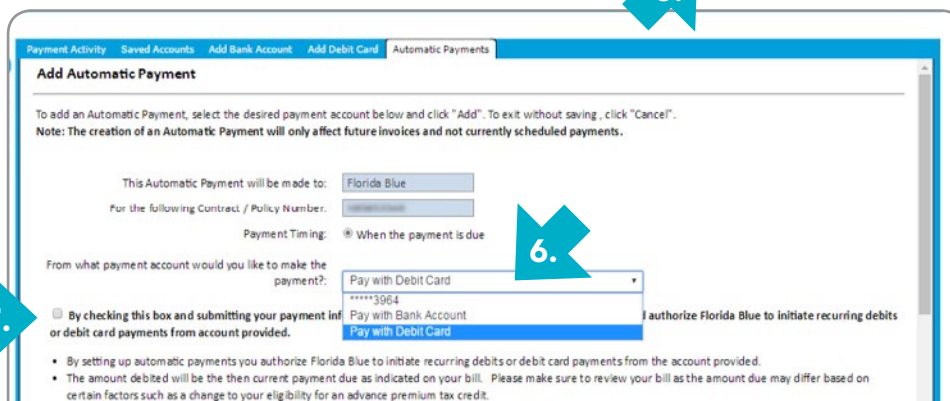 Payment Activity Saved Accounts Add Bank Account Add Debit Card Automatic Payments
Add Automatic Payment
To add an Automatic Payment, select the desired payment account below and click "Add". To exit without saving , click "Cancel".
Note: The creation of an Automatic Payment will only affect future invoices and not currently scheduled payments.
This Automatic Payment will be made to: Florida Blue
For the following Contract / Policy Number:
Payment Timing: When the payment is due
6.
From what payment account would you like to make the
payment?: Pay with Debit Card
*****3964
Pay with Bank Account
Pay with Debit Card
By checking this box and submitting your payment authorize Florida Blue to initiate recurring debits
or debit card payments from account provided.
• By setting up automatic payments you authorize Florida Blue to initiate recurring debits or debit card payments from the account provided.
• The amount debited will be the then current payment due as indicated on your bill. Please make sure to review your bill as the amount due may differ based on
certain factors such as a change to your eligibility for an advance premium tax credit.